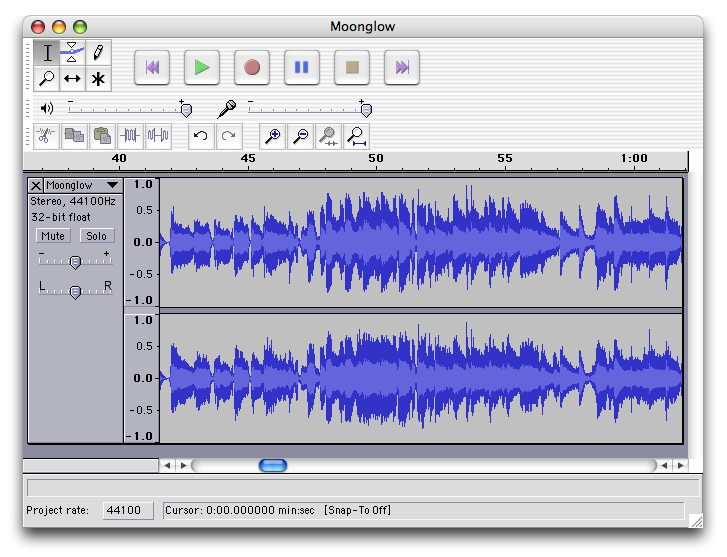 Moonglow
- +
- +
40 45 50 55 1:00
X Moonglow
Stereo, 44100Hz
32-bit float
Mute Solo
- +
L R
1.0
0.5
0.0
-0.5
-1.0
1.0
0.5
0.0
-0.5
-1.0
Project rate: 44100 Cursor: 0:00.000000 min:sec [Snap-To Off]